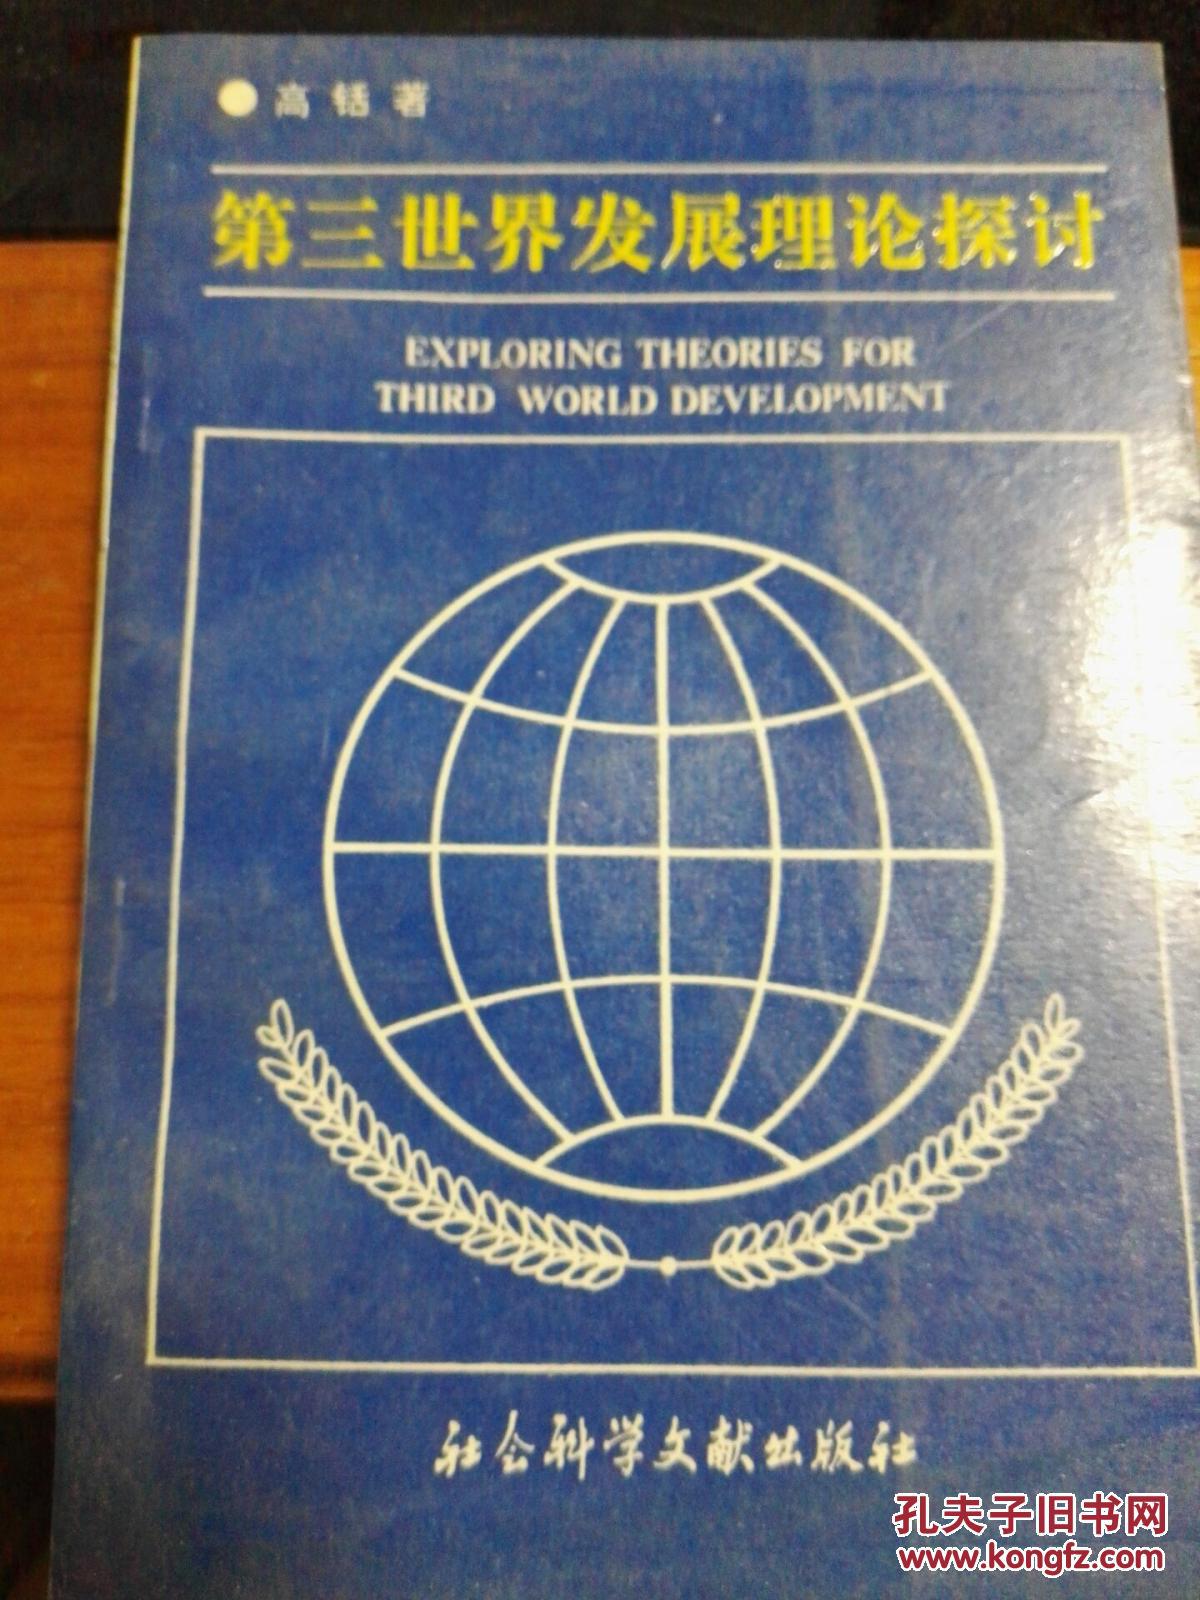 高铦著
第三世界发展理论探讨
EXPLORING THEORIES FOR
THIRD WORLD DEVELOPMENT
社会科学文献出版社
孔夫子旧书网
www.kongfz.com